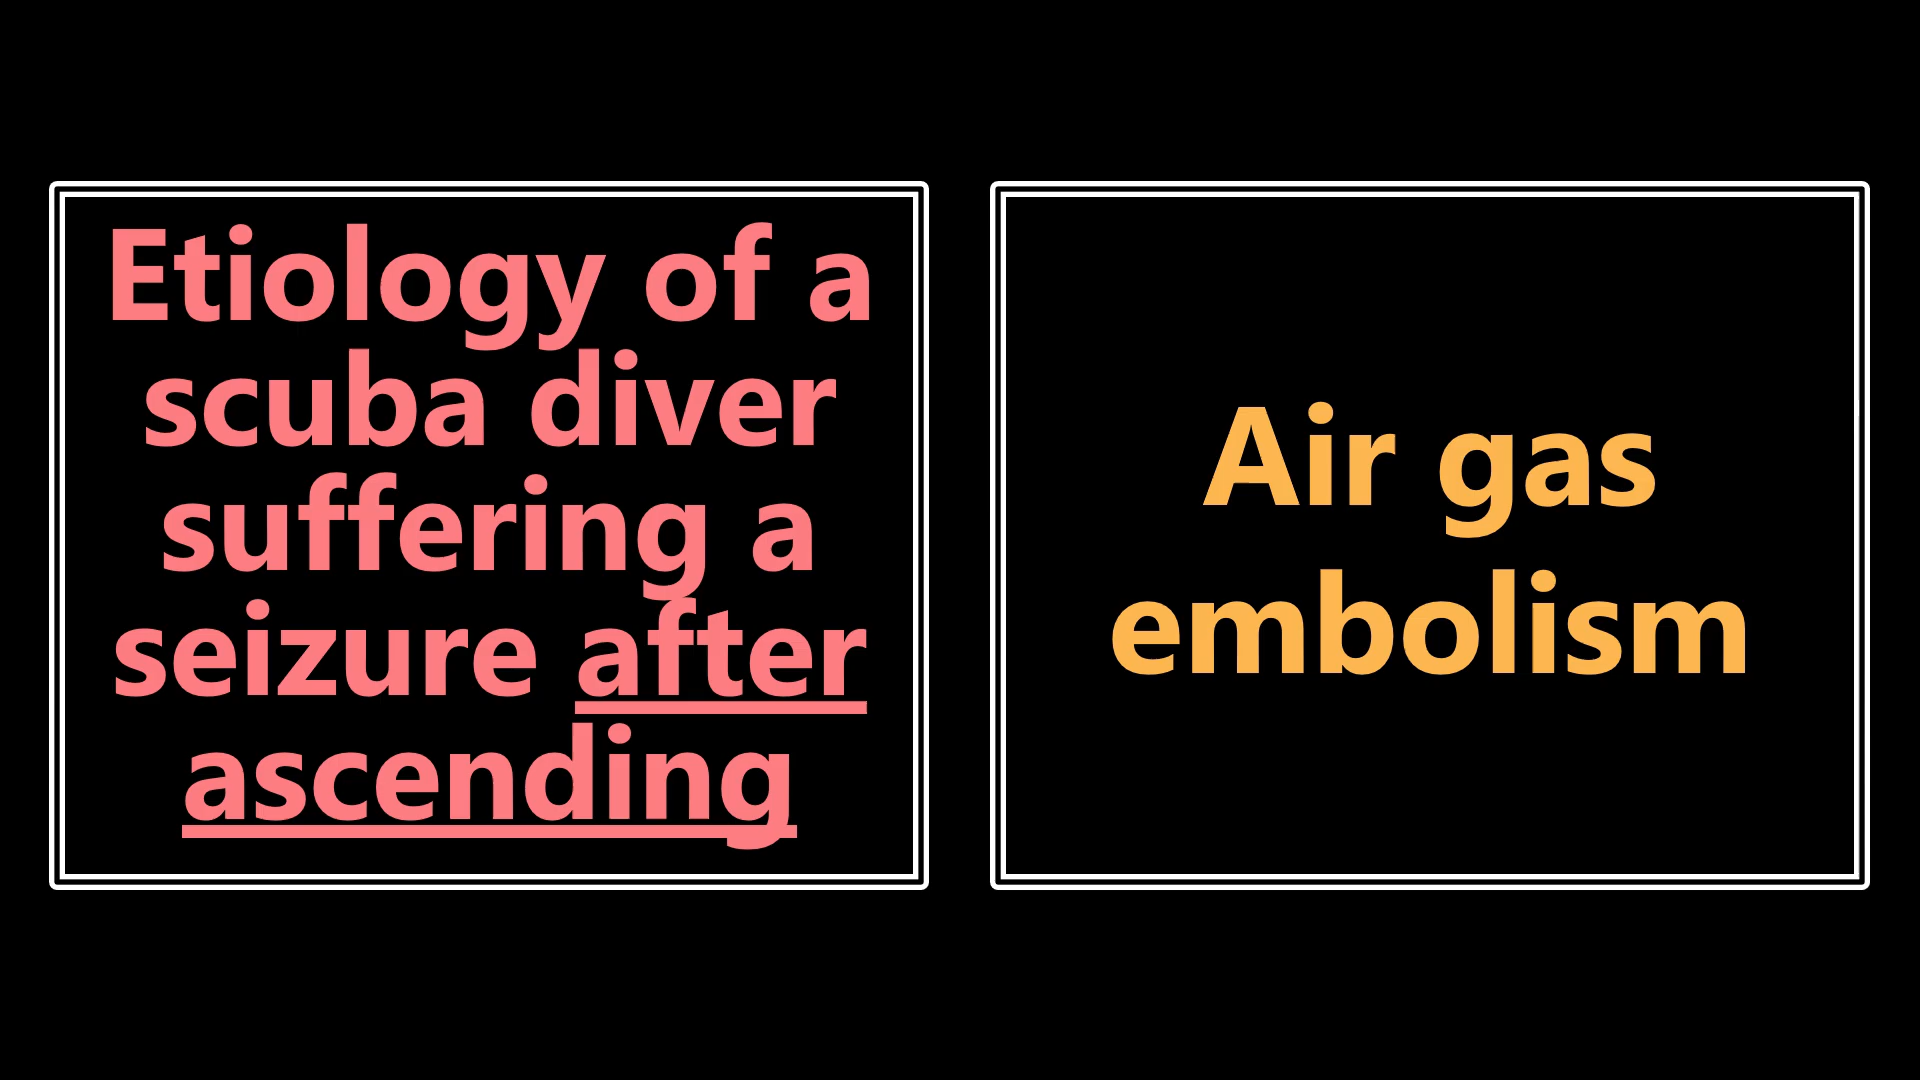 Etiology of a
scuba diver
suffering a
seizure after
ascending
Air gas
embolism